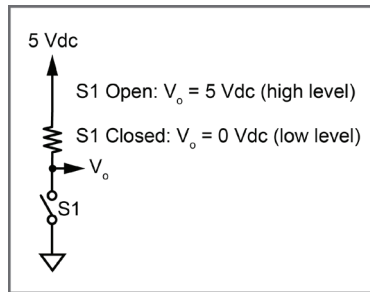 5 Vdc
S1 Open: Vo = 5 Vdc (high level)
S1 Closed: Vo = 0 Vdc (low level)
Vo
S1